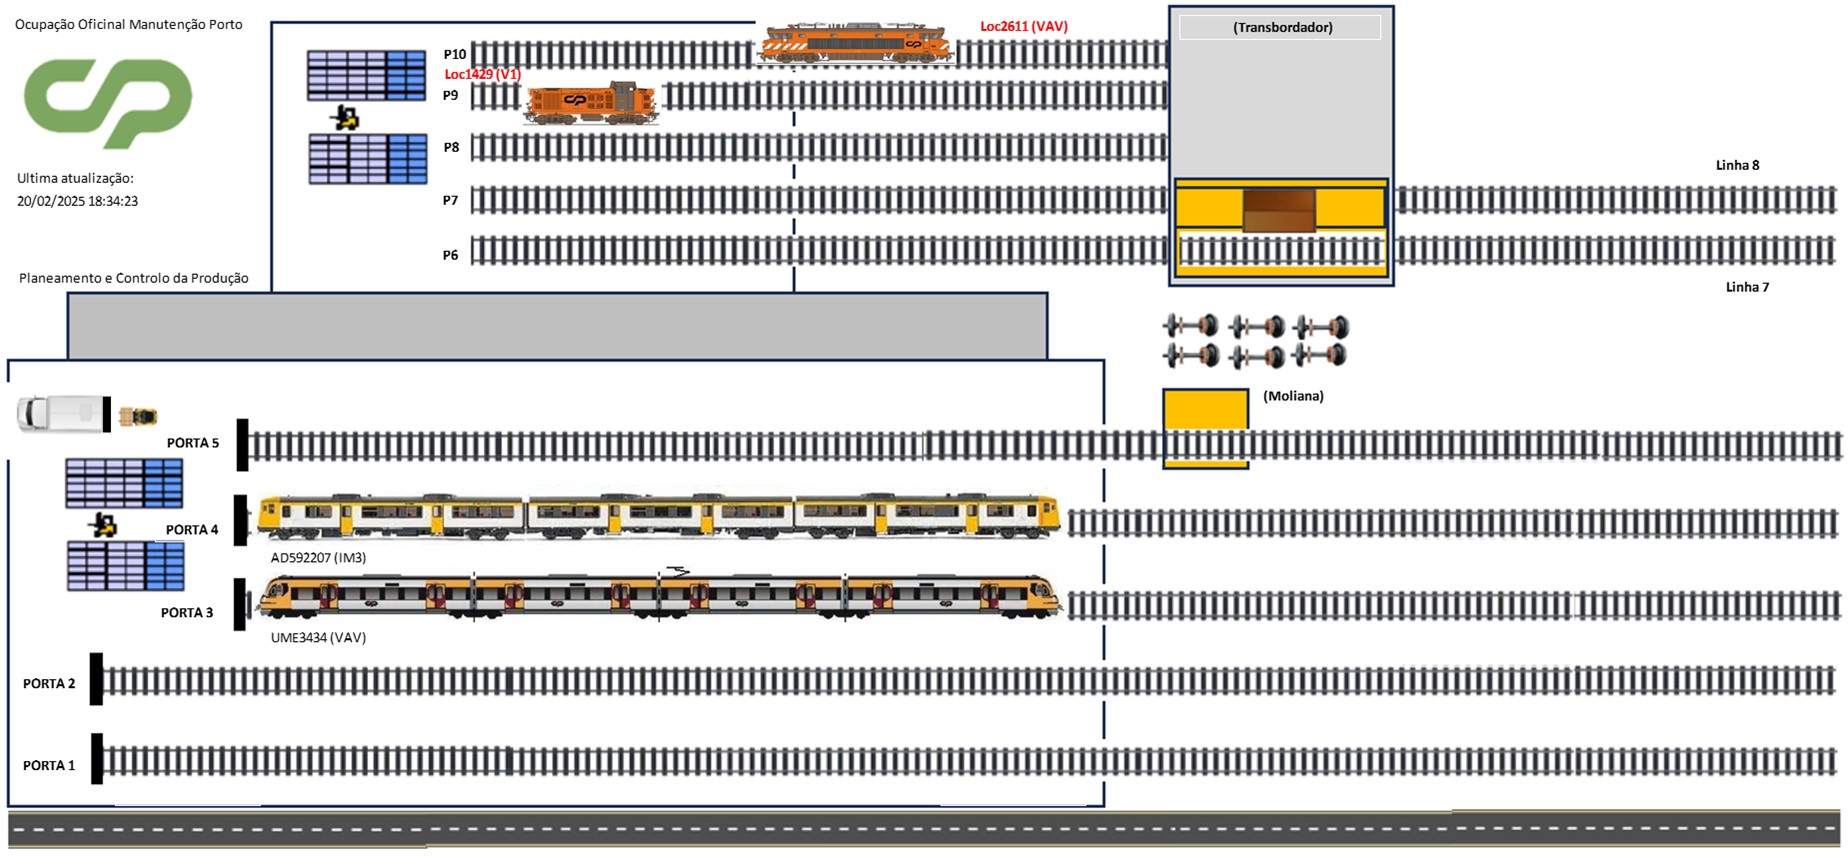 Ocupação Oficinal Manutenção Porto
CP
Ultima atualização:
20/02/2025 18:34:23
Planeamento e Controlo da Produção
P10
Loc2611 (VAV)
(Transbordador)
Loc1429 (V1)
P9
P8
P7
P6
Linha 8
Linha 7
(Moliana)
PORTA 5
PORTA 4
AD592207 (IM3)
PORTA 3
UME3434 (VAV)
PORTA 2
PORTA 1